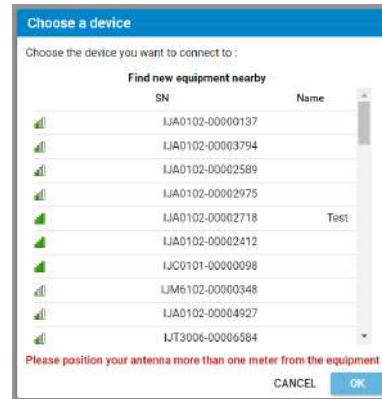 Choose a device
Choose the device you want to connect to :
Find new equipment nearby
SN Name
IJA0102-00000137
IJA0102-00003794
IJA0102-00002589
IJA0102-00002975
IJA0102-00002718 Test
IJA0102-00002412
IJC0101-00000098
IJM6102-00000348
IJA0102-00004927
IJT3006-00006584
Please position your antenna more than one meter from the equipment
CANCEL OK